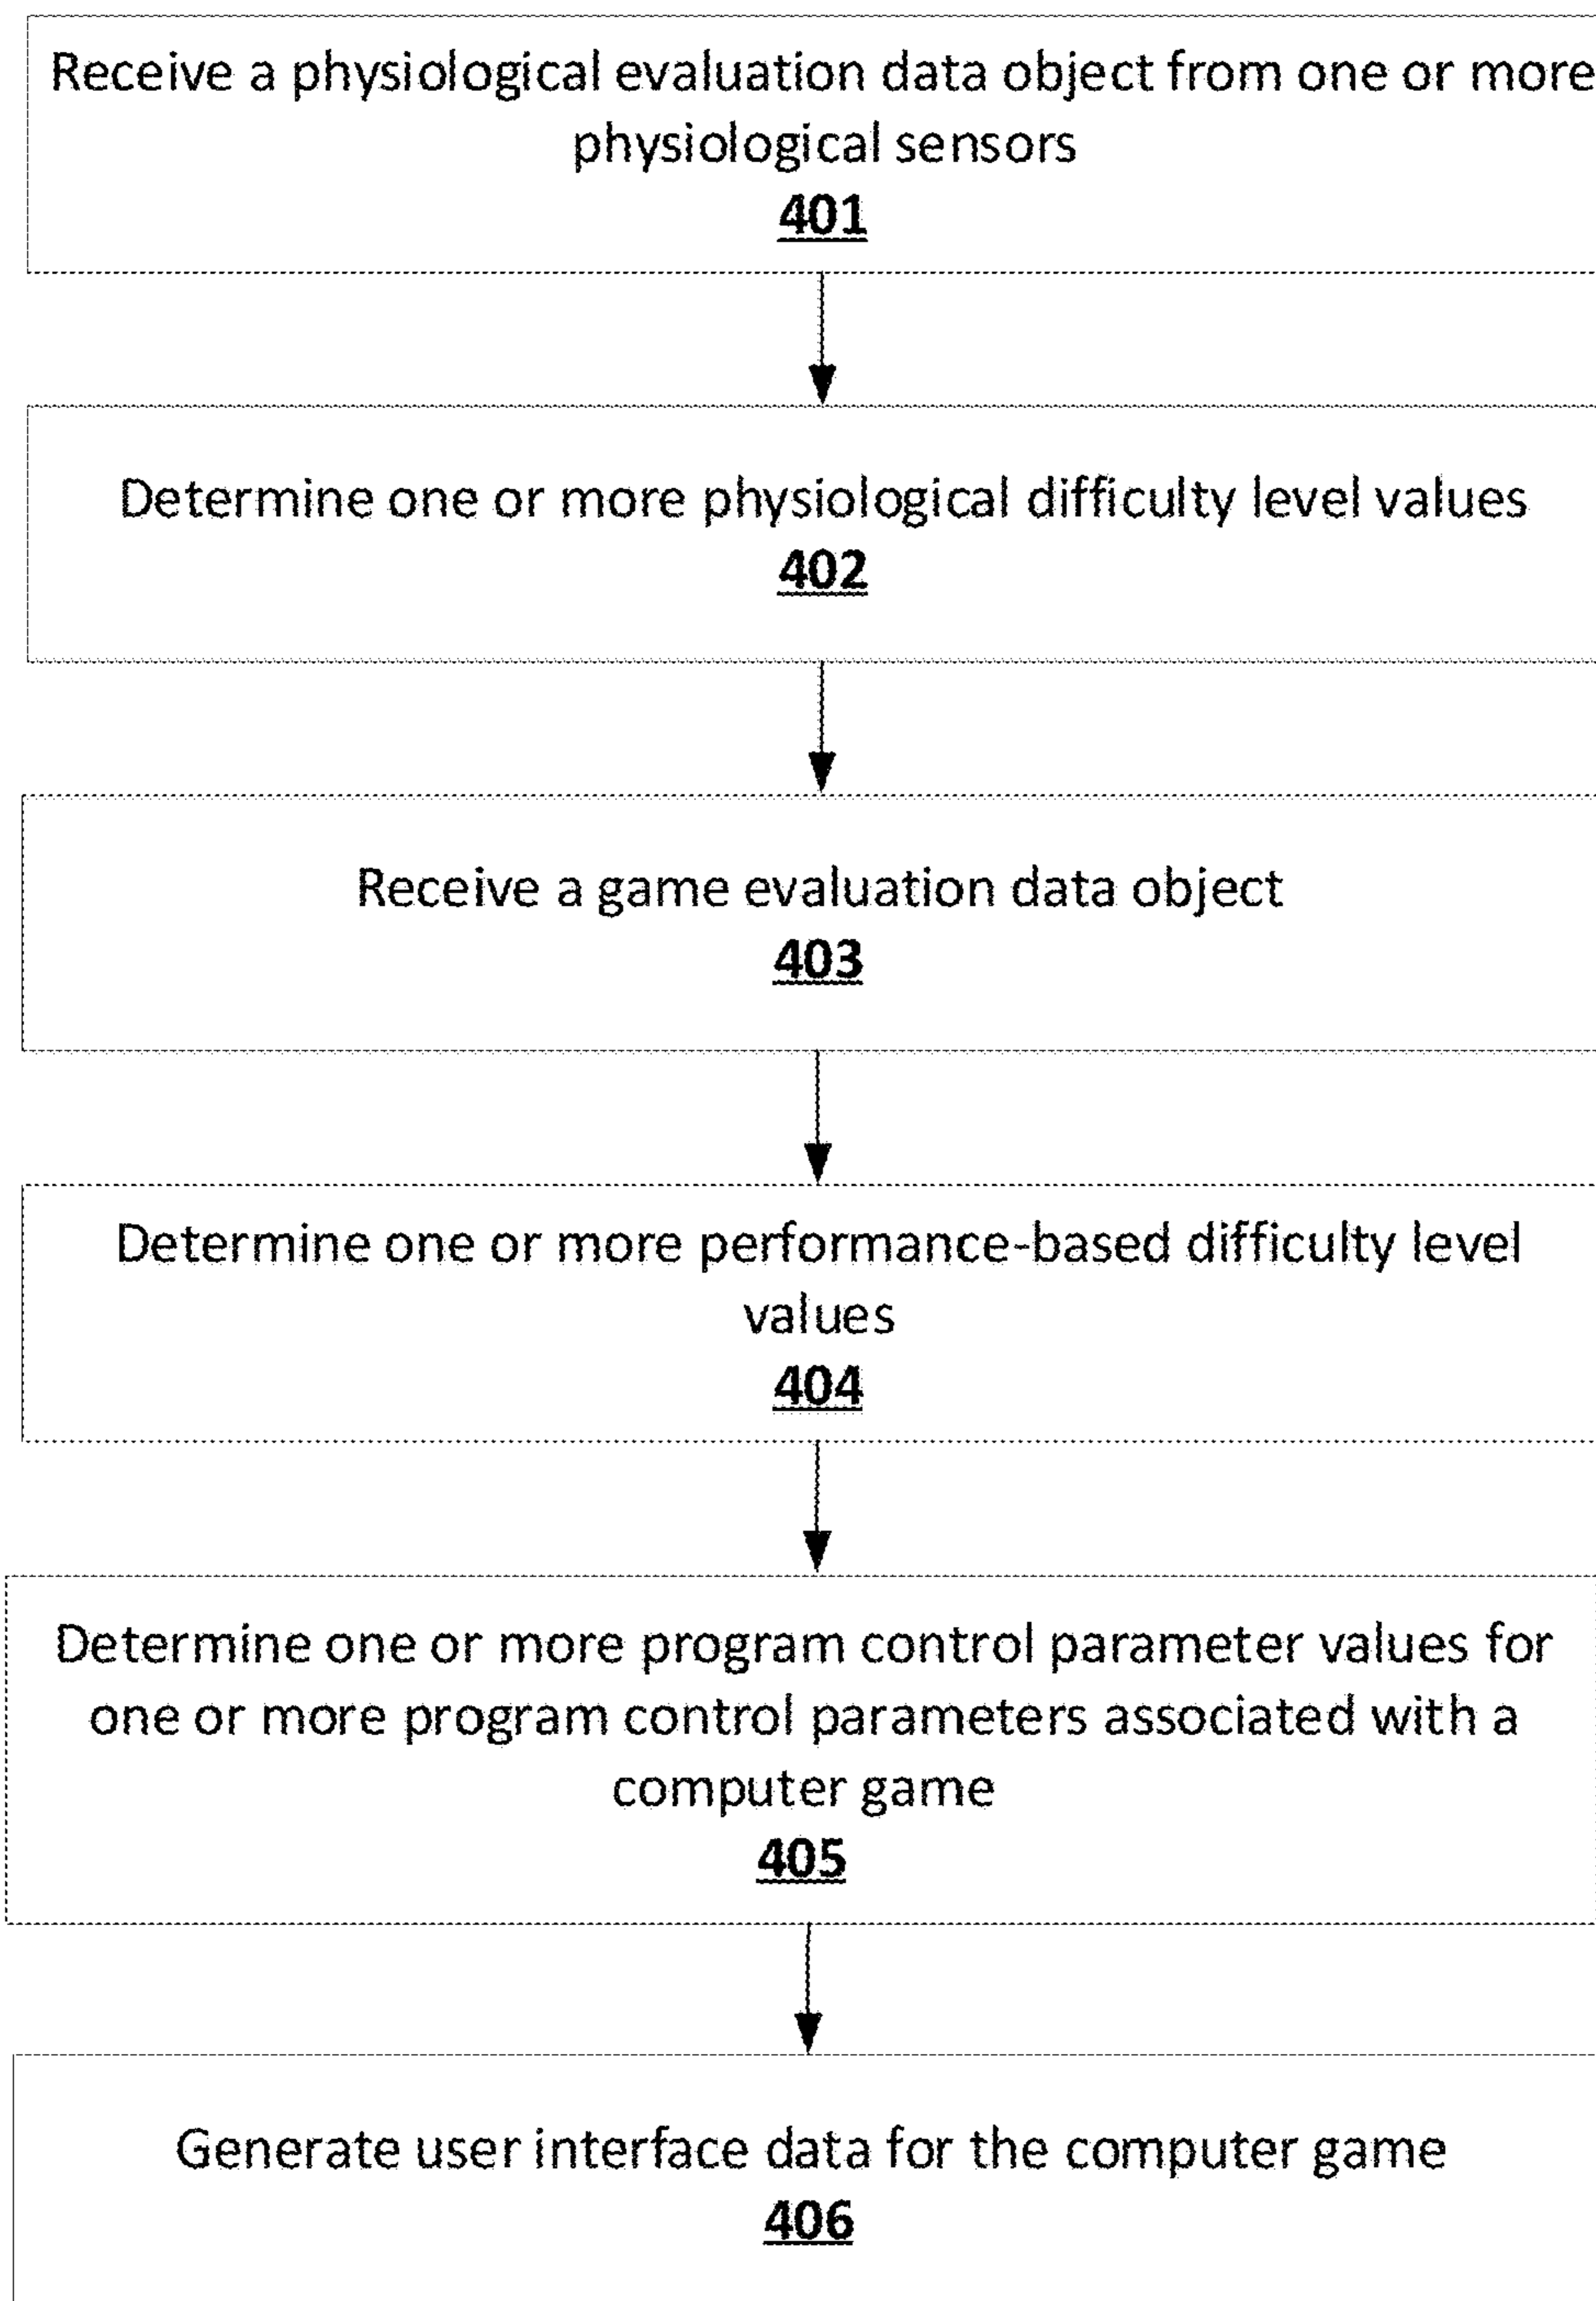 Receive a physiological evaluation data object from one or more
physiological sensors
401
Determine one or more physiological difficulty level values
402
Receive a game evaluation data object
403
Determine one or more performance-based difficulty level
values
404
Determine one or more program control parameter values for
one or more program control parameters associated with a
computer game
405
Generate user interface data for the computer game
406